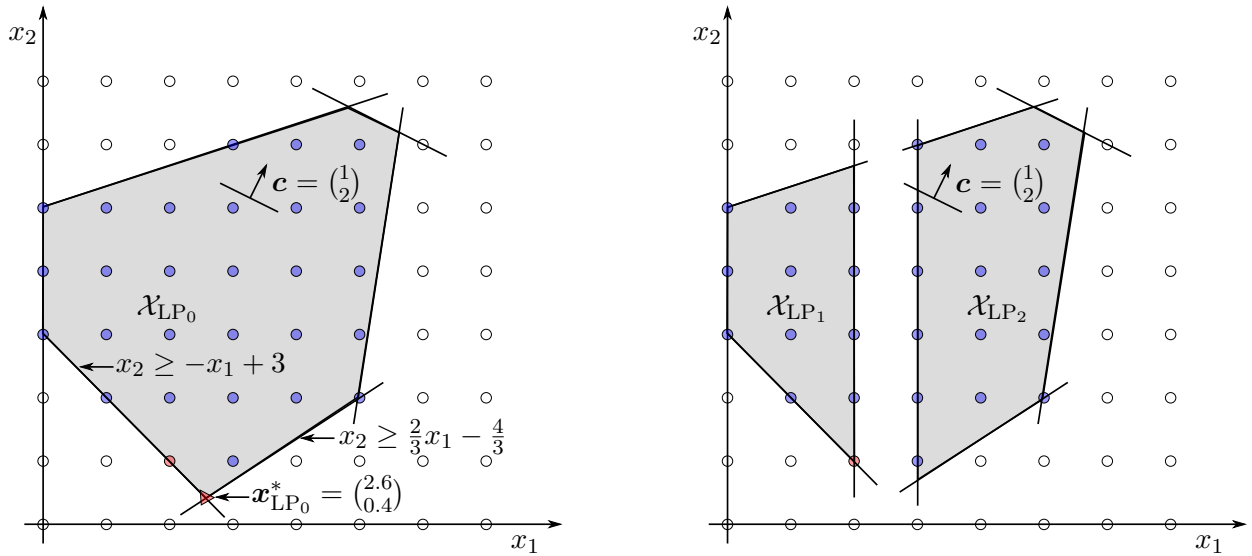 x₂
c = (1 2)
𝒳_LP₀
x₂ ≥ −x₁ + 3
x₂ ≥ 2/3 x₁ − 4/3
x*_LP₀ = (2.6 0.4)
x₁
x₂
c = (1 2)
𝒳_LP₁
𝒳_LP₂
x₁